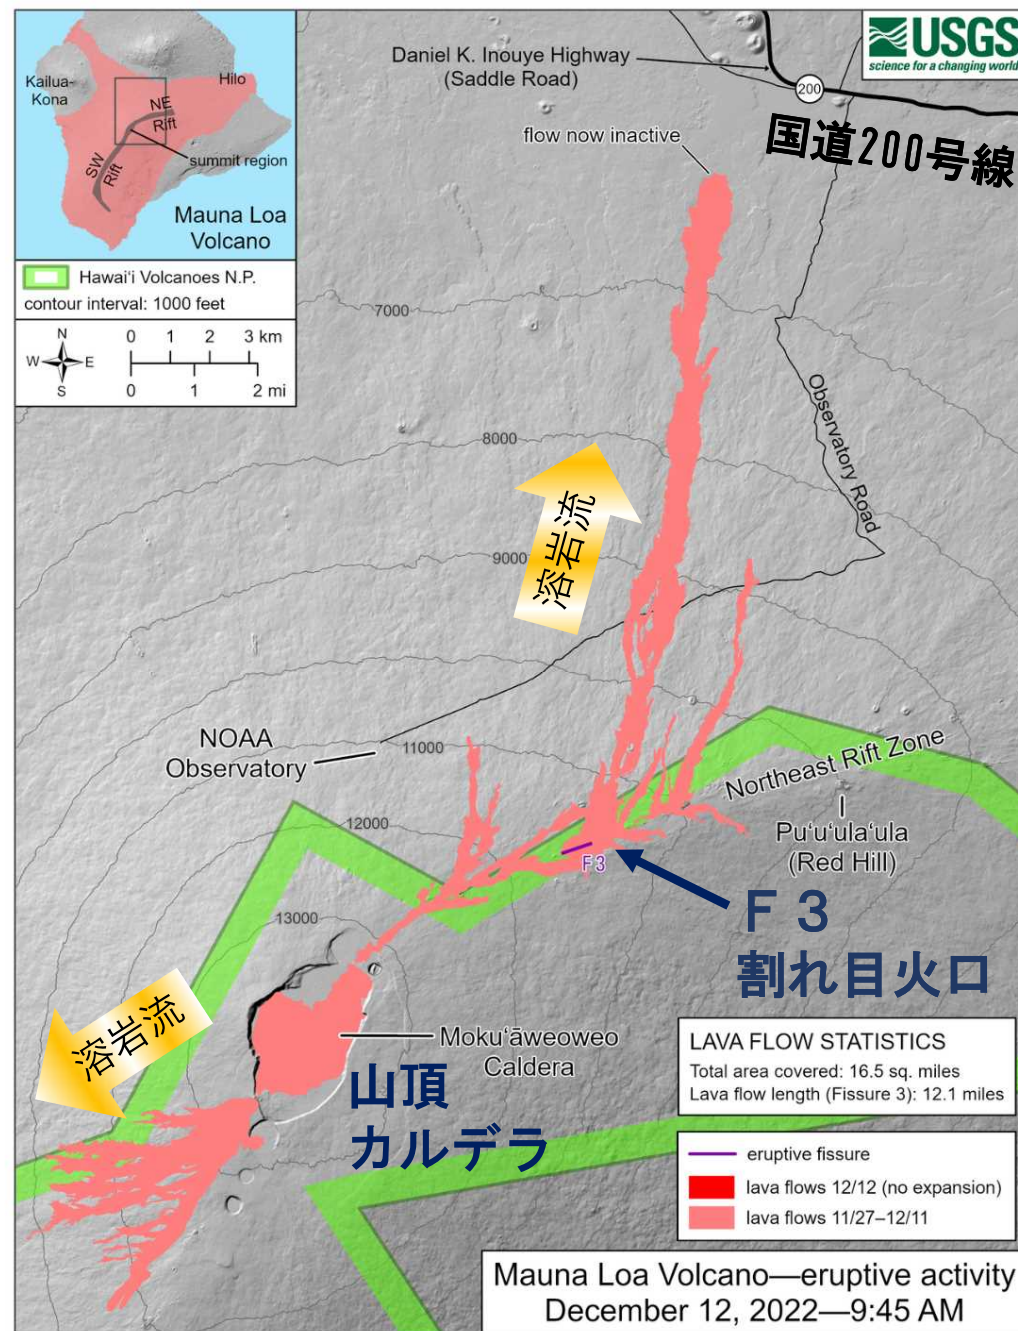 Kailua-
Kona
Hilo
NE
Rift
SW
Rift
summit region
Mauna Loa
Volcano
Hawaiʻi Volcanoes N.P.
contour interval: 1000 feet
N
W E
S
0 1 2 3 km
0 1 2 mi
Daniel K. Inouye Highway
(Saddle Road)
200
USGS
science for a changing world
国道200号線
flow now inactive
7000
8000
9000
Observatory Road
溶岩流
NOAA
Observatory
11000
12000
13000
Northeast Rift Zone
Puʻuʻulaʻula
(Red Hill)
F3
F3
割れ目火口
溶岩流
Mokuʻāweoweo
Caldera
山頂
カルデラ
LAVA FLOW STATISTICS
Total area covered: 16.5 sq. miles
Lava flow length (Fissure 3): 12.1 miles
eruptive fissure
lava flows 12/12 (no expansion)
lava flows 11/27–12/11
Mauna Loa Volcano—eruptive activity
December 12, 2022—9:45 AM